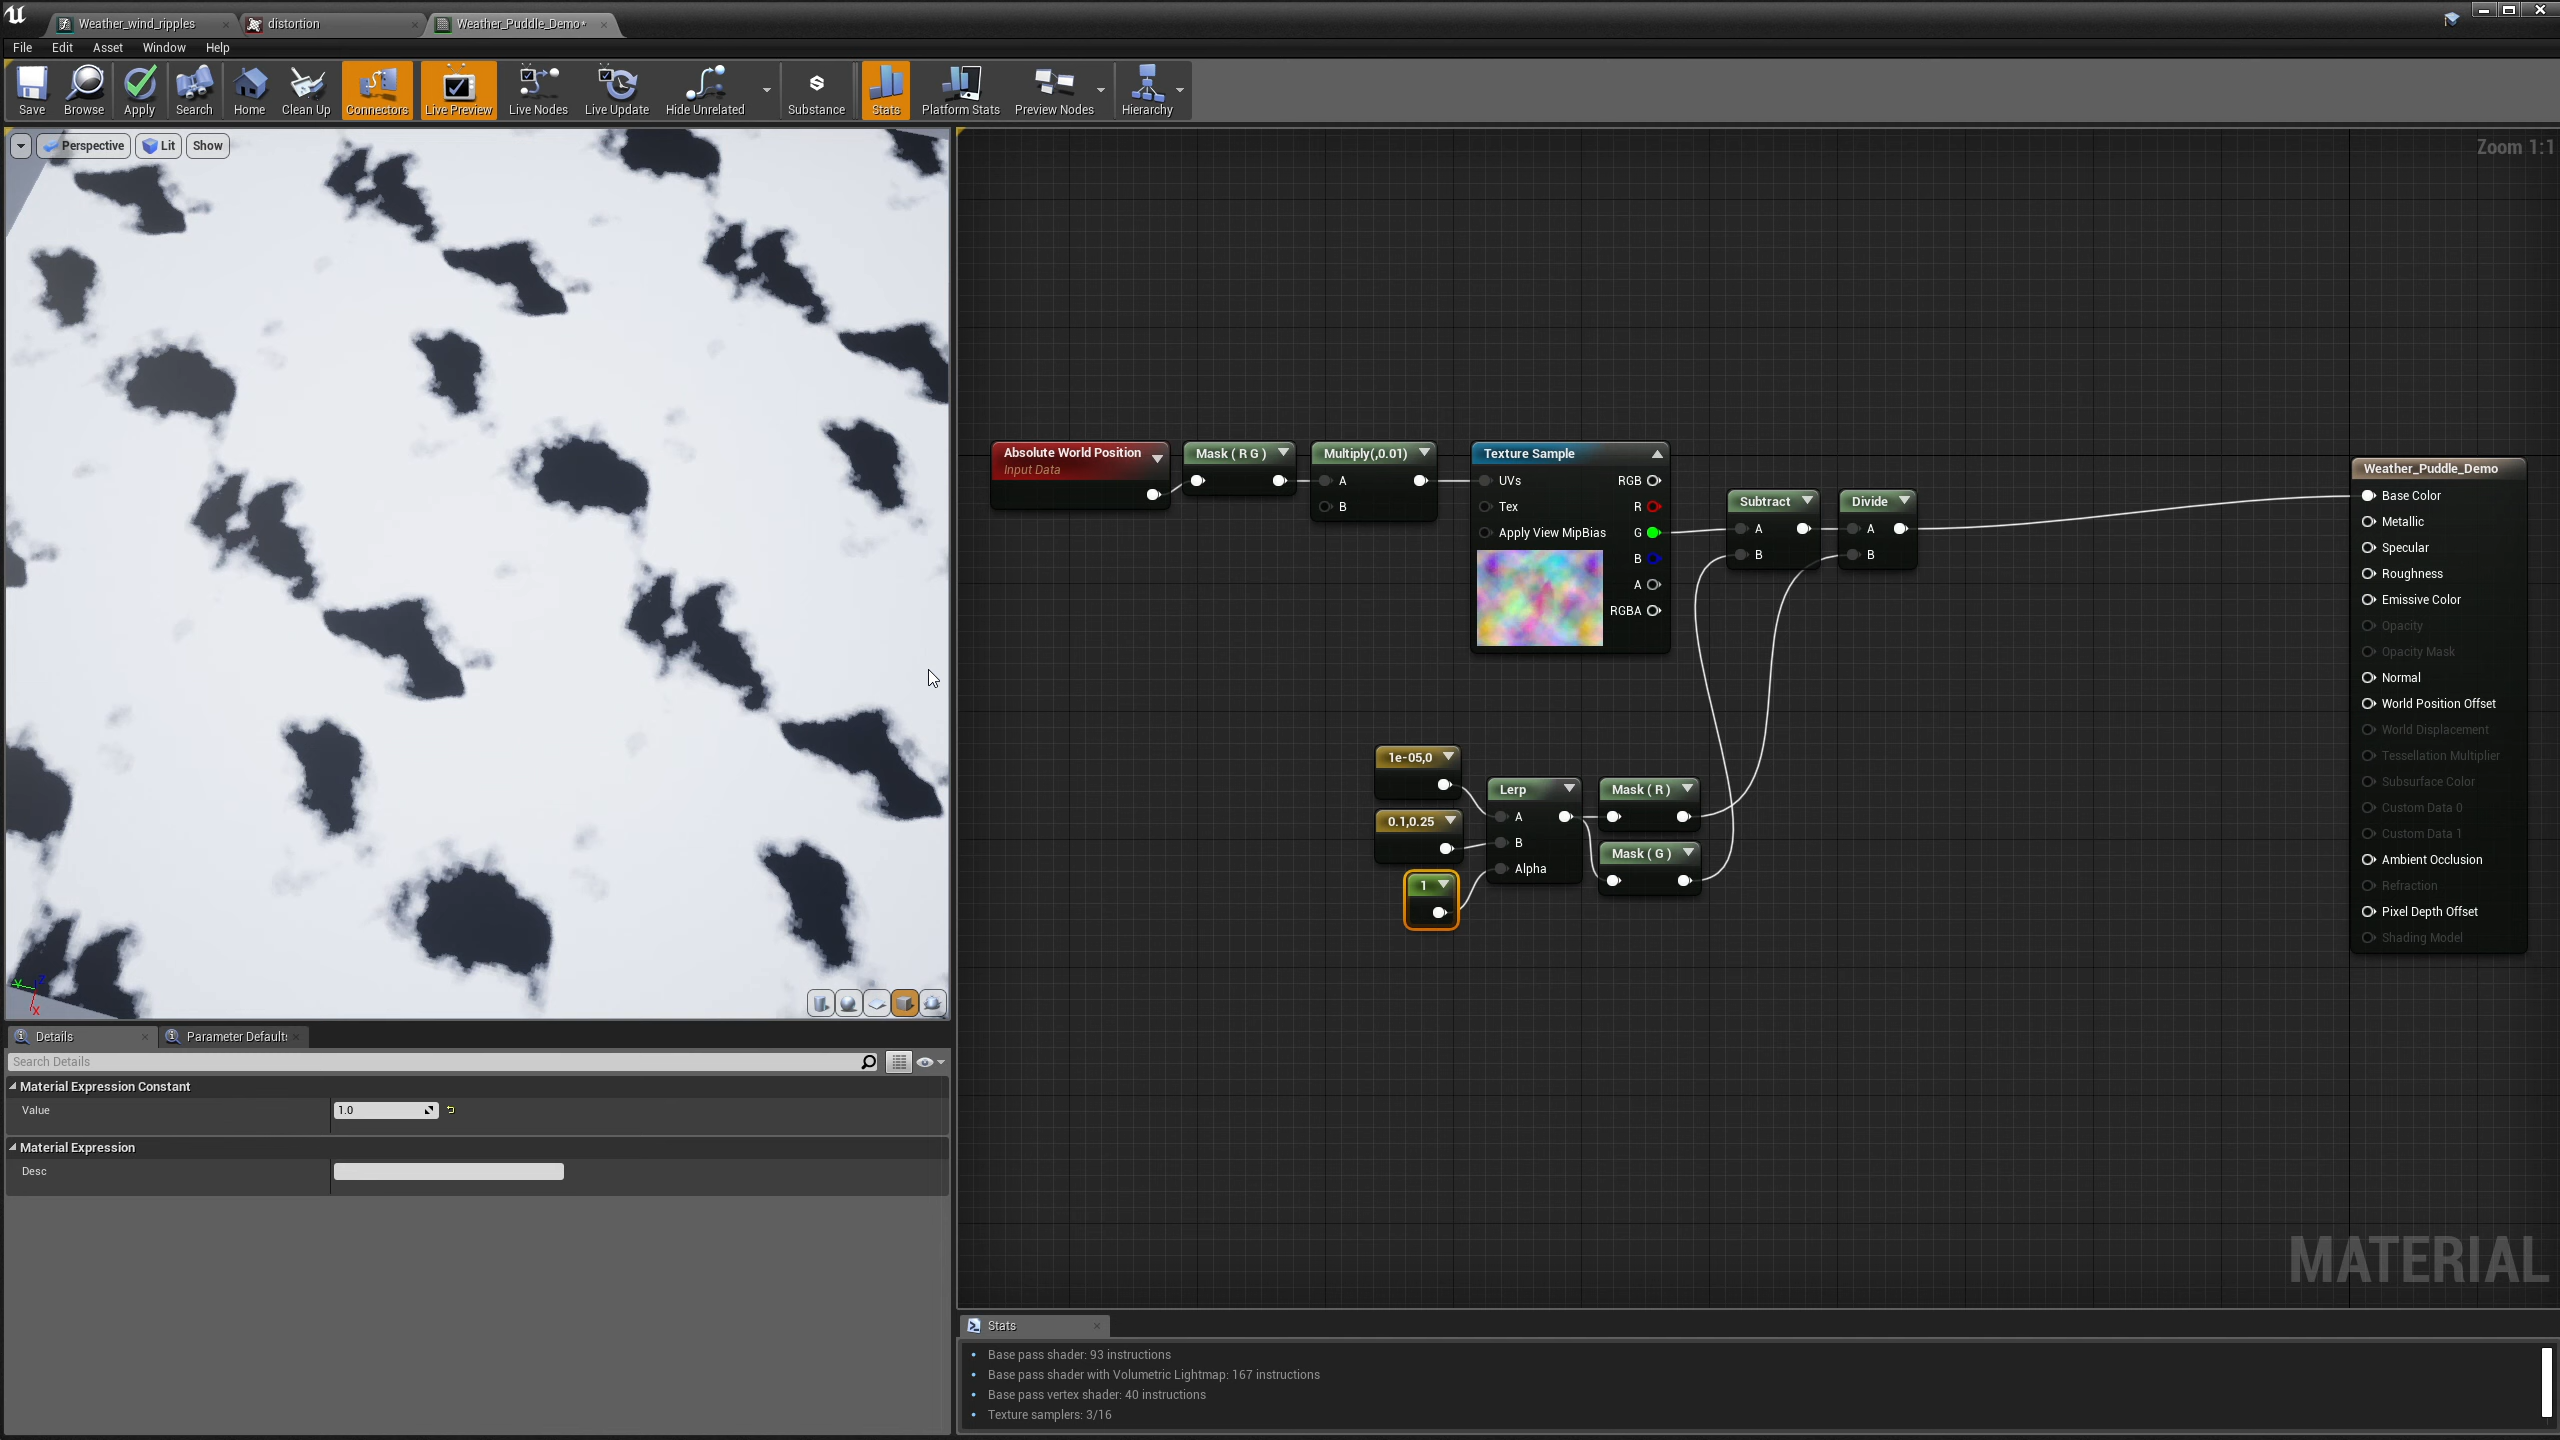 Weather_wind_ripples
distortion
Weather_Puddle_Demo*
File Edit Asset Window Help
Save Browse Apply Search Home Clean Up Connectors Live Preview Live Nodes Live Update Hide Unrelated Substance Stats Platform Stats Preview Nodes Hierarchy
Perspective Lit Show
Zoom 1:1
Absolute World Position
Input Data
Mask ( R G )
Multiply(,0.01)
A
B
Texture Sample
UVs RGB
Tex R
Apply View MipBias G
B
A
RGBA
Subtract
A
B
Divide
A
B
1e-05,0
0.1,0.25
1
Lerp
A
B
Alpha
Mask ( R )
Mask ( G )
Weather_Puddle_Demo
Base Color
Metallic
Specular
Roughness
Emissive Color
Opacity
Opacity Mask
Normal
World Position Offset
World Displacement
Tessellation Multiplier
Subsurface Color
Custom Data 0
Custom Data 1
Ambient Occlusion
Refraction
Pixel Depth Offset
Shading Model
MATERIAL
Y Z
X
Details
Parameter Defaults
Search Details
Material Expression Constant
Value 1.0
Material Expression
Desc
Stats
Base pass shader: 93 instructions
Base pass shader with Volumetric Lightmap: 167 instructions
Base pass vertex shader: 40 instructions
Texture samplers: 3/16